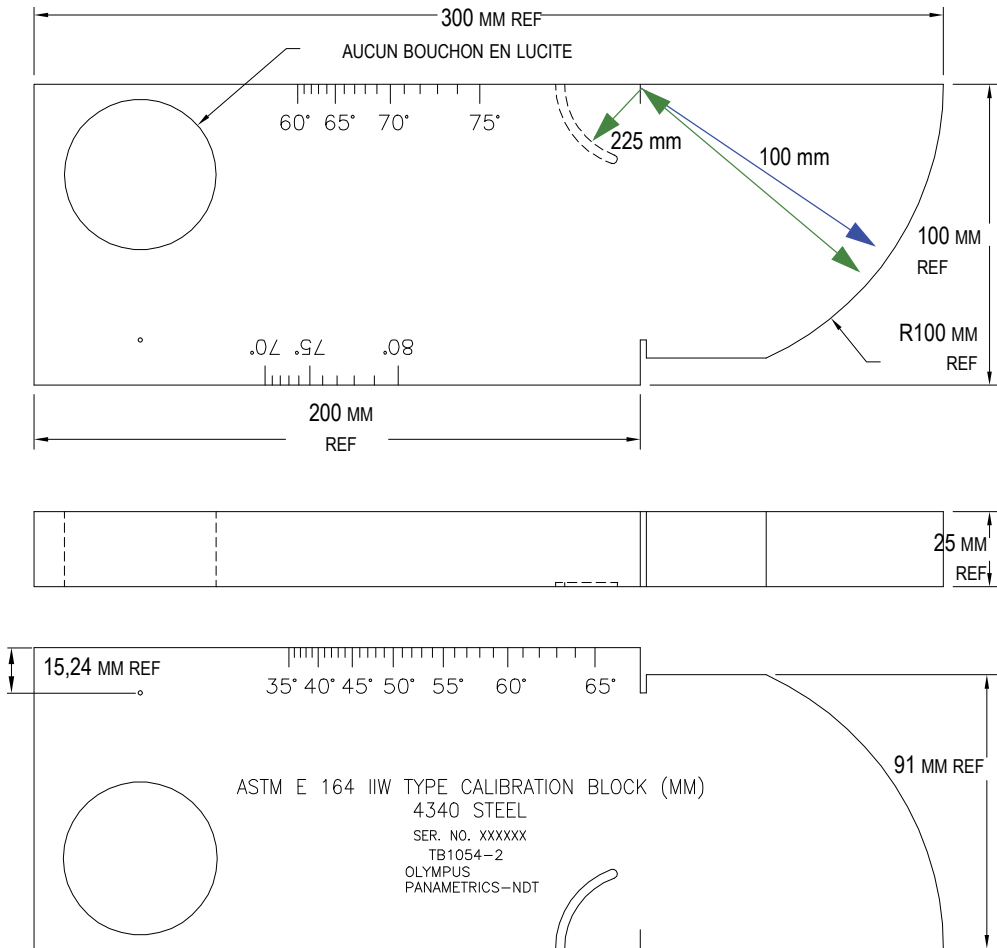 300 MM REF
AUCUN BOUCHON EN LUCITE
60° 65° 70° 75°
225 mm
100 mm
100 MM
REF
R100 MM
REF
70° 75° 80°
200 MM
REF
25 MM
REF
15,24 MM REF
35° 40° 45° 50° 55° 60° 65°
91 MM REF
ASTM E 164 IIW TYPE CALIBRATION BLOCK (MM)
4340 STEEL
SER. NO. XXXXXX
TB1054-2
OLYMPUS
PANAMETRICS-NDT